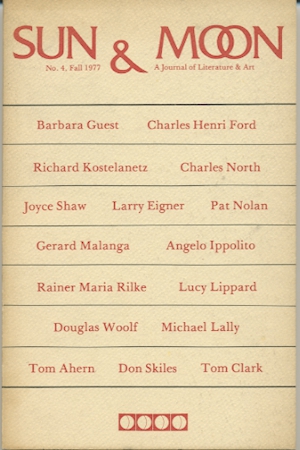 SUN & MOON
No. 4, Fall 1977 A Journal of Literature & Art
Barbara Guest Charles Henri Ford
Richard Kostelanetz Charles North
Joyce Shaw Larry Eigner Pat Nolan
Gerard Malanga Angelo Ippolito
Rainer Maria Rilke Lucy Lippard
Douglas Woolf Michael Lally
Tom Ahern Don Skiles Tom Clark